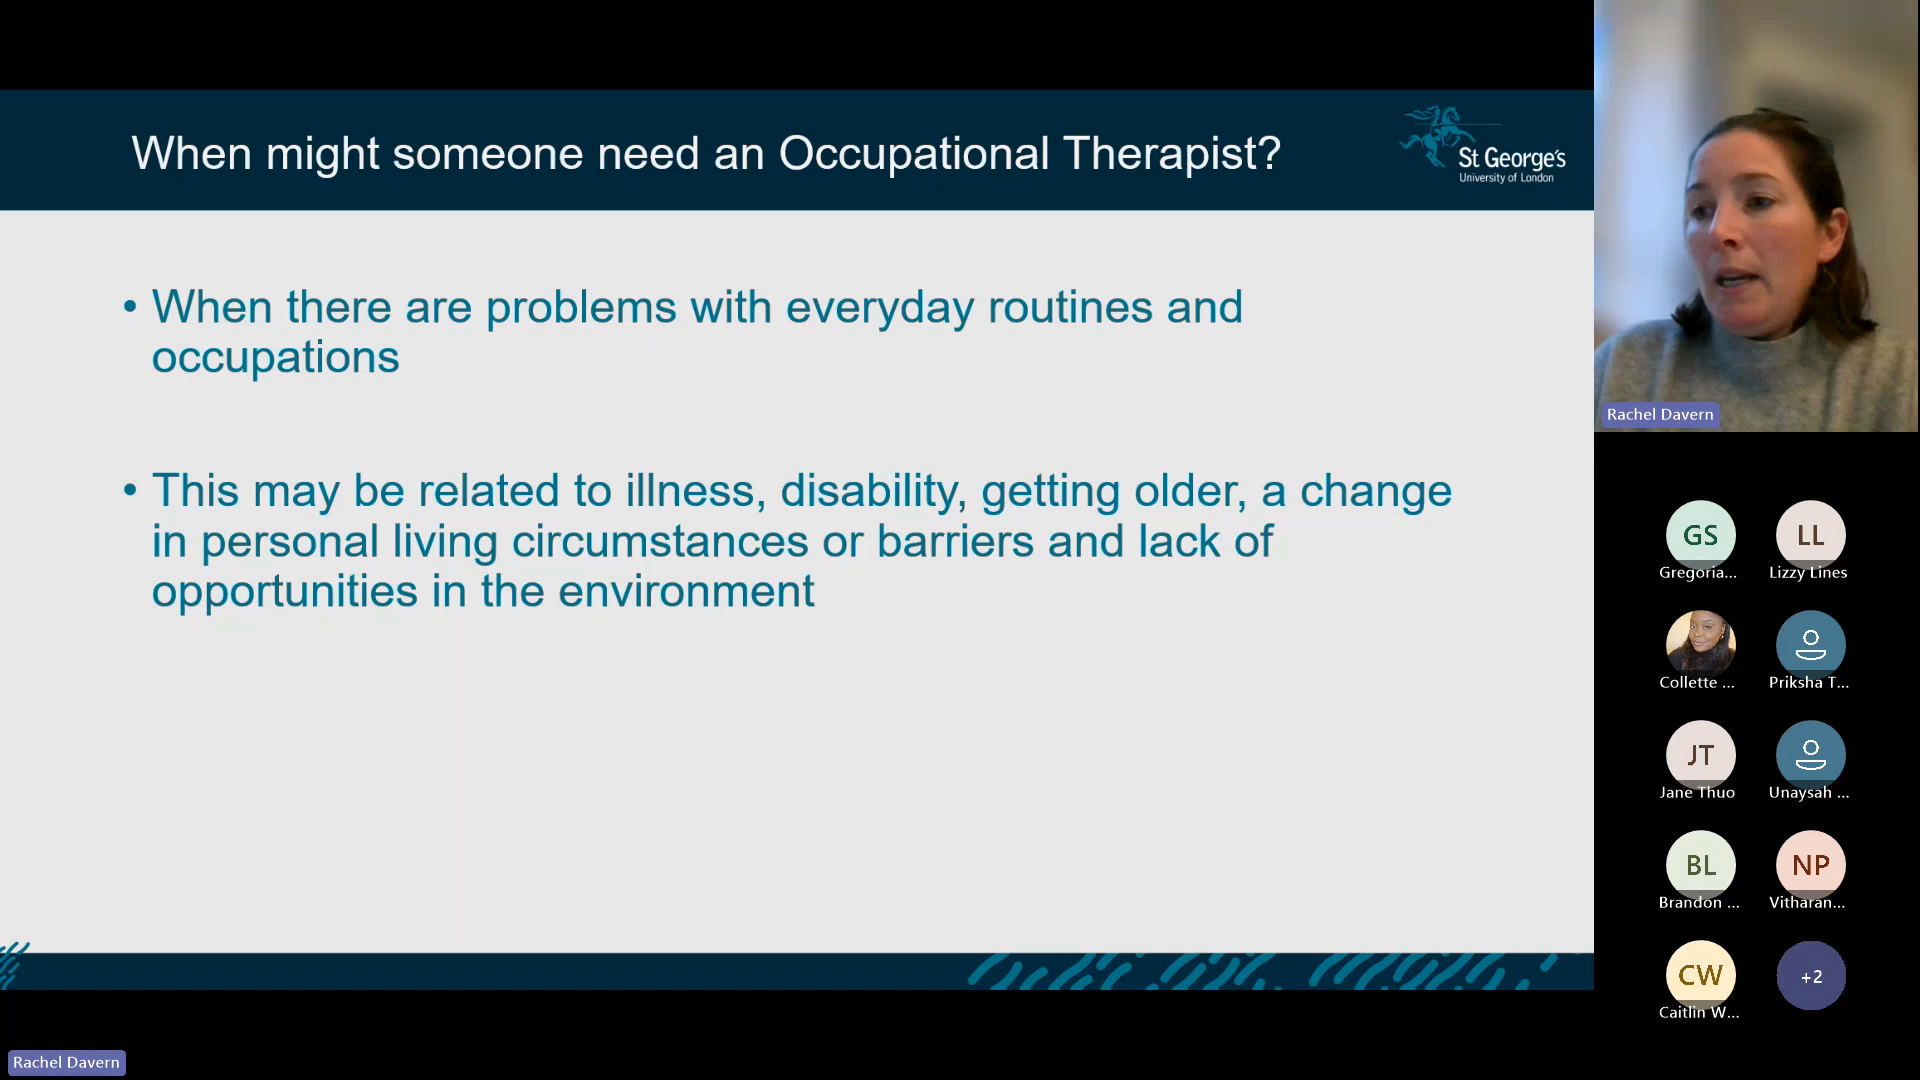 When might someone need an Occupational Therapist?
St George's
University of London
• When there are problems with everyday routines and
occupations
• This may be related to illness, disability, getting older, a change
in personal living circumstances or barriers and lack of
opportunities in the environment
Rachel Davern
GS
Gregoria...
LL
Lizzy Lines
Collette ...
Priksha T...
JT
Jane Thuo
Unaysah ...
BL
Brandon ...
NP
Vitharan...
CW
Caitlin W...
+2
Rachel Davern